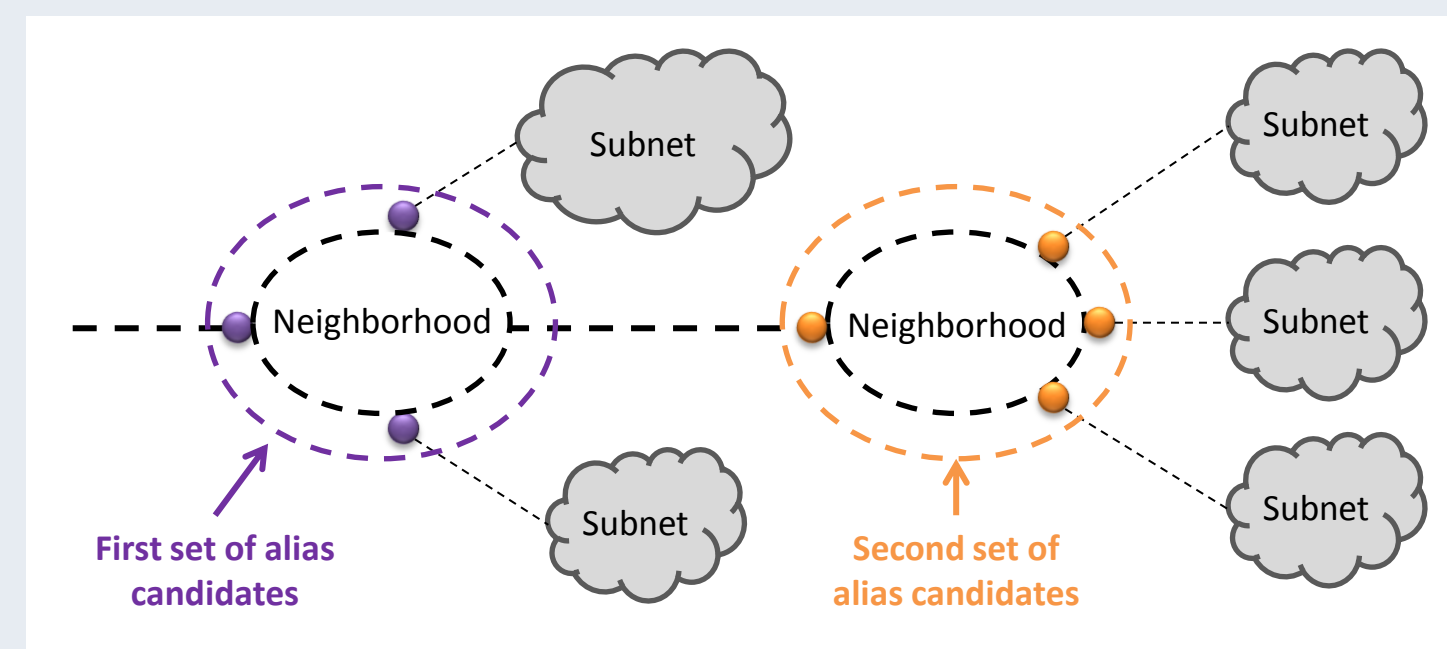 Subnet
Subnet
Neighborhood
Neighborhood
Subnet
Subnet
Subnet
First set of alias
candidates
Second set of
alias candidates